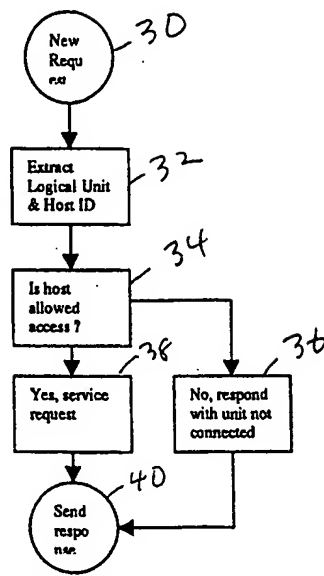 New
Requ
est
30
Extract
Logical Unit
& Host ID
32
Is host
allowed
access ?
34
Yes, service
request
38
No, respond
with unit not
connected
36
Send
respo
nse
40